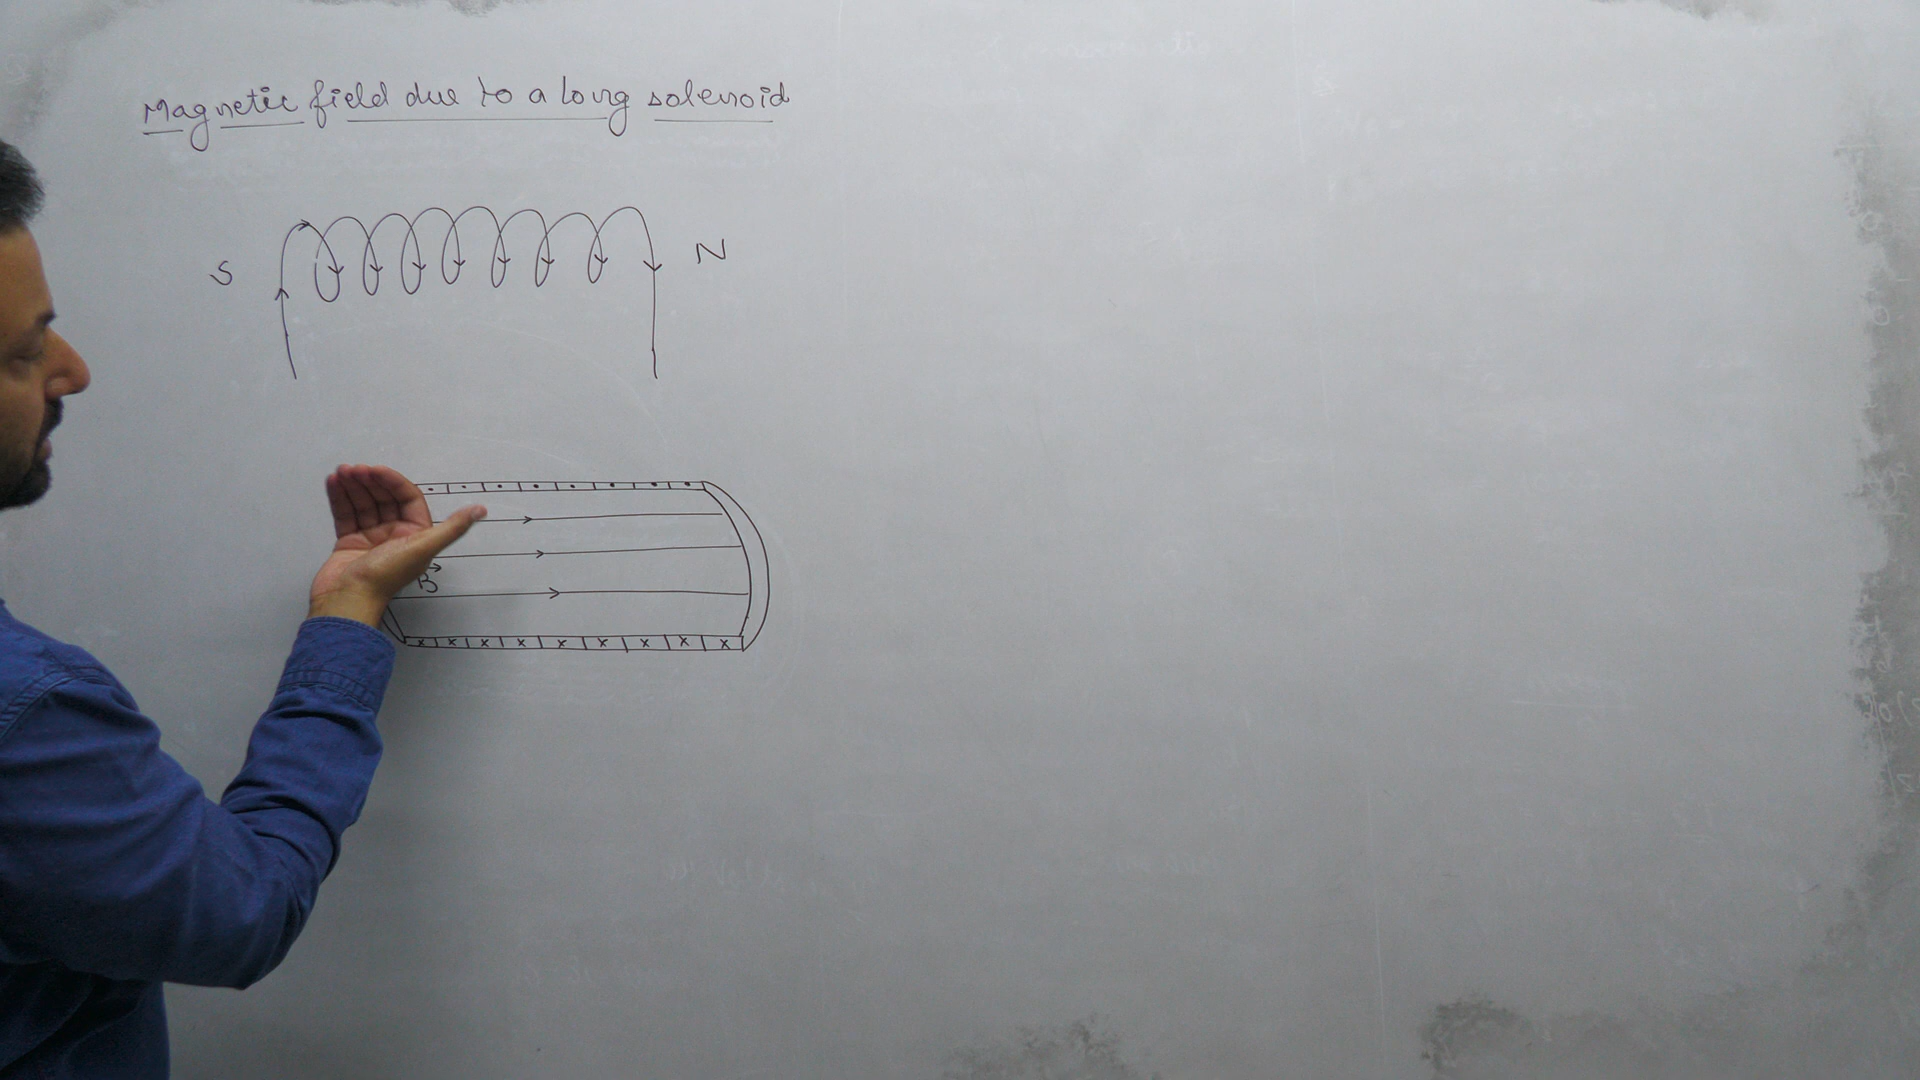 Magnetic field due to a long solenoid
S N
B
. . . . . . . .
x x x x x x x x x